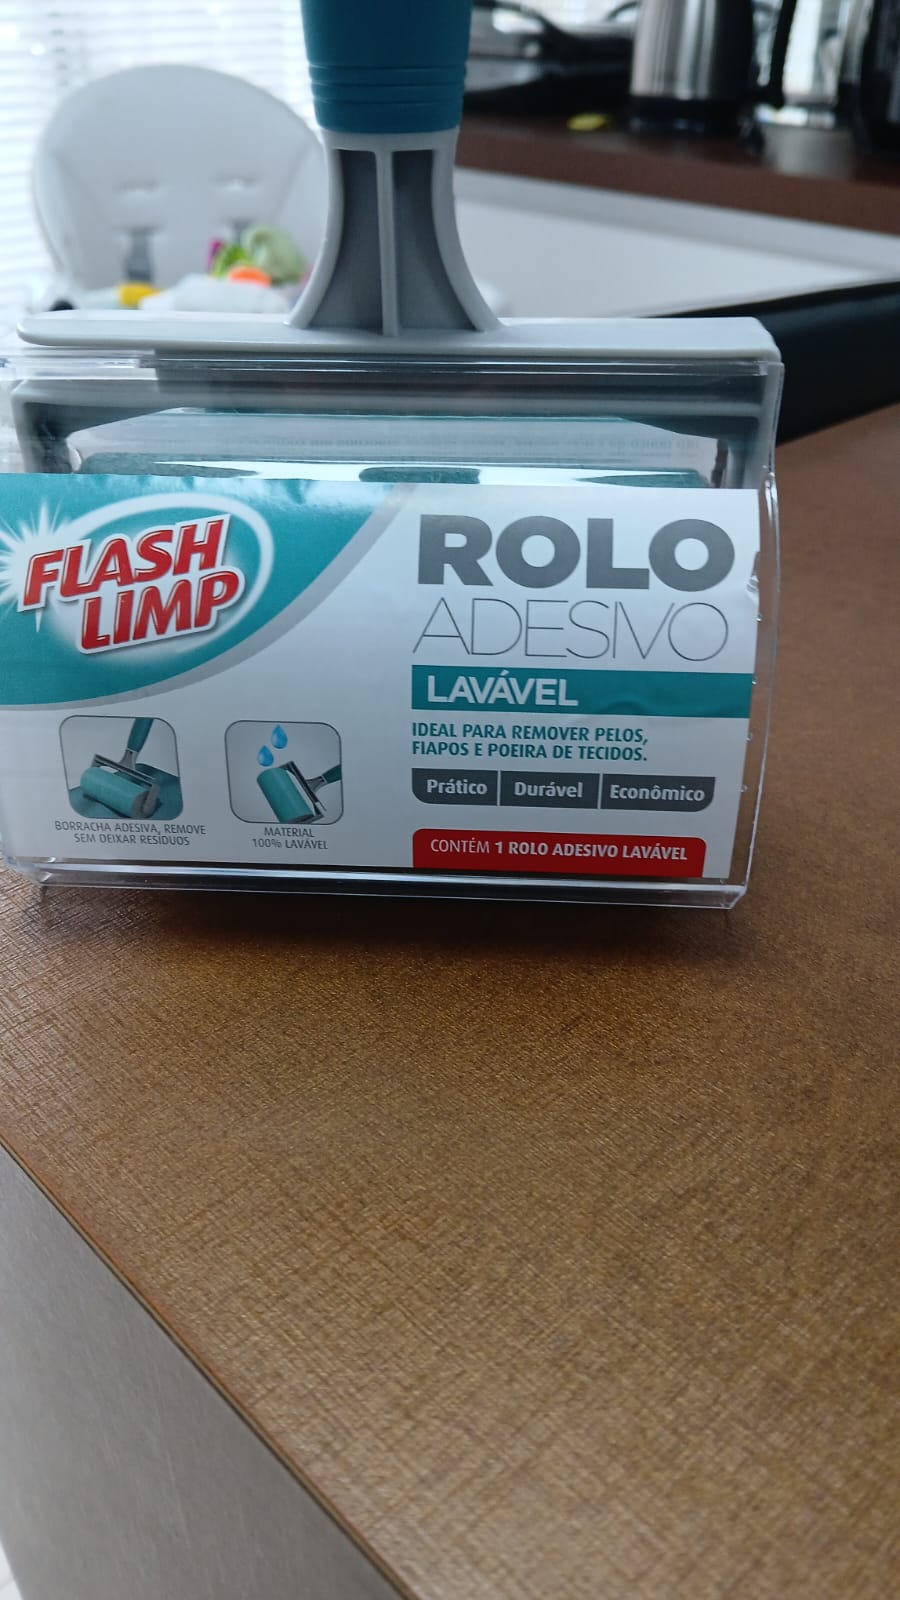 FLASH
LIMP
ROLO
ADESIVO
LAVÁVEL
IDEAL PARA REMOVER PELOS,
FIAPOS E POEIRA DE TECIDOS.
Prático Durável Econômico
BORRACHA ADESIVA, REMOVE
SEM DEIXAR RESÍDUOS
MATERIAL
100% LAVÁVEL
CONTÉM 1 ROLO ADESIVO LAVÁVEL